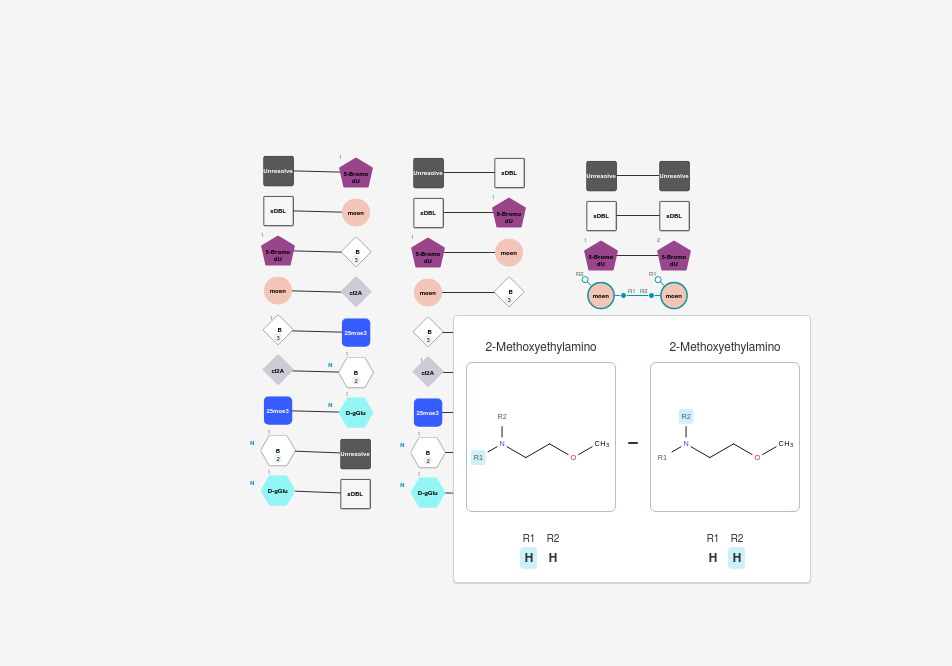 1
Unresolve
5-Bromo
dU
Unresolve
sDBL
Unresolve
Unresolve
sDBL
moen
sDBL
1
5-Bromo
dU
sDBL
sDBL
1
5-Bromo
dU
B
3
1
5-Bromo
dU
moen
1
5-Bromo
dU
2
5-Bromo
dU
moen
cl2A
moen
B
3
R2
moen
R1 R2
R1
moen
1
B
3
25moe3
B
3
cl2A
N
1
B
2
1
cl2A
25moe3
N
1
D-gGlu
25moe3
N
1
B
2
Unresolve
N
1
B
2
N
1
D-gGlu
sDBL
N
1
D-gGlu
2-Methoxyethylamino
2-Methoxyethylamino
R2
N
R1
O
CH3
R2
N
R1
O
CH3
R1 R2
H H
R1 R2
H H